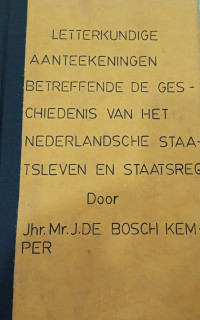 LETTERKUNDIGE
AANTEEKENINGEN
BETREFFENDE DE GES-
CHIEDENIS VAN HET
NEDERLANDSCHE STAA-
TSLEVEN EN STAATSREG
Door
Jhr. Mr. J. DE BOSCH KEM-
PER